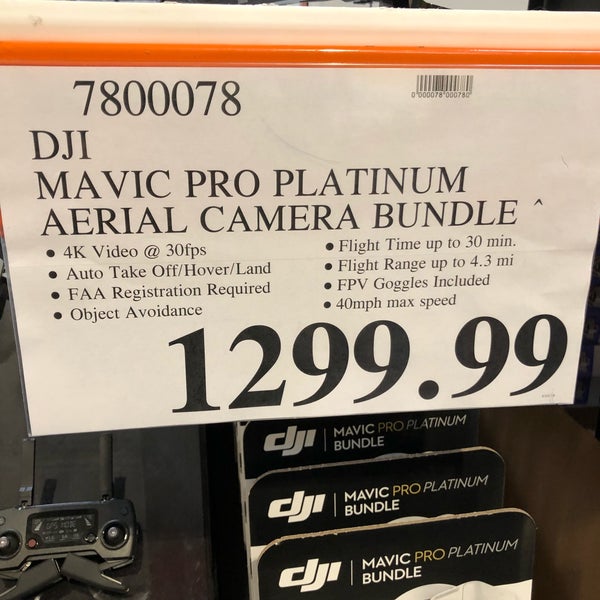 7800078
0"000078"000780
DJI
MAVIC PRO PLATINUM
AERIAL CAMERA BUNDLE ^
• 4K Video @ 30fps
• Auto Take Off/Hover/Land
• FAA Registration Required
• Object Avoidance
• Flight Time up to 30 min.
• Flight Range up to 4.3 mi
• FPV Goggles Included
• 40mph max speed
1299.99
dji MAVIC PRO PLATINUM
BUNDLE
dji MAVIC PRO PLATINUM
BUNDLE
dji MAVIC PRO PLATINUM
BUNDLE